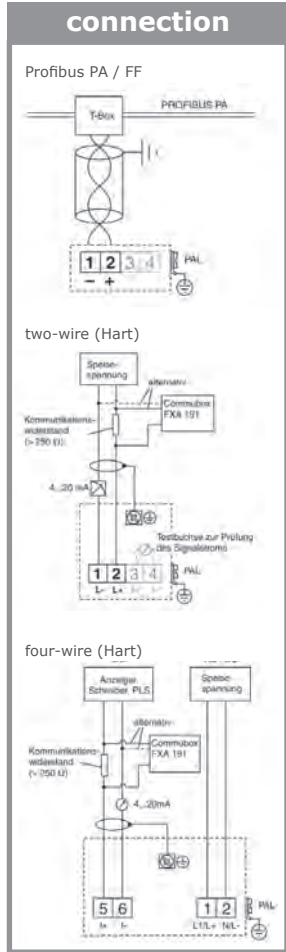 connection
Profibus PA / FF
PROFIBUS PA
T-Box
1 2 3 4 PAL
− +
two-wire (Hart)
Speise-
spannung
alternativ
Commubox
FXA 191
Kommunikations-
widerstand
(> 250 Ω)
4...20 mA
Testbuchse zur Prüfung
des Signalstroms
1 2 3 4 PAL
L- L+
four-wire (Hart)
Anzeiger,
Schreiber, PLS
Speise-
spannung
alternativ
Commubox
FXA 191
Kommunikations-
widerstand
(> 250 Ω)
4...20mA
5 6 1 2 PAL
I+ I- L1/L+ N/L-